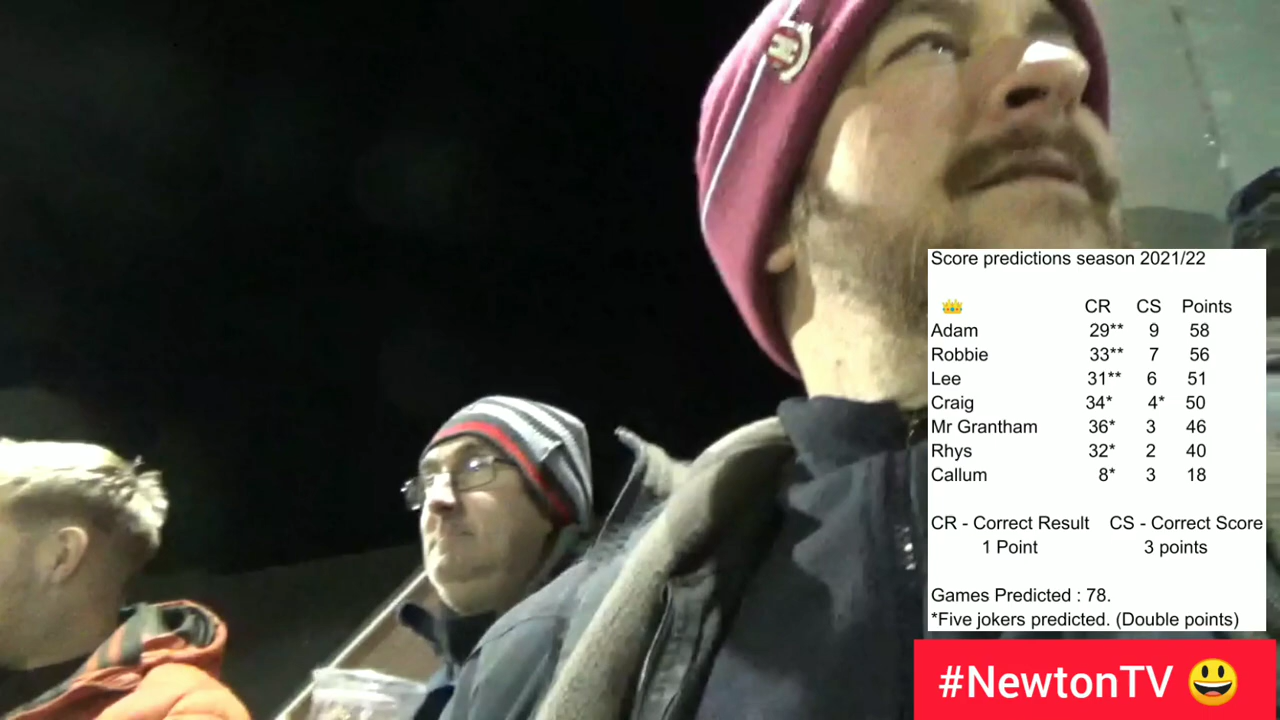 Score predictions season 2021/22
👑 CR CS Points
Adam 29** 9 58
Robbie 33** 7 56
Lee 31** 6 51
Craig 34* 4* 50
Mr Grantham 36* 3 46
Rhys 32* 2 40
Callum 8* 3 18
CR - Correct Result CS - Correct Score
1 Point 3 points
Games Predicted : 78.
*Five jokers predicted. (Double points)
#NewtonTV 😃